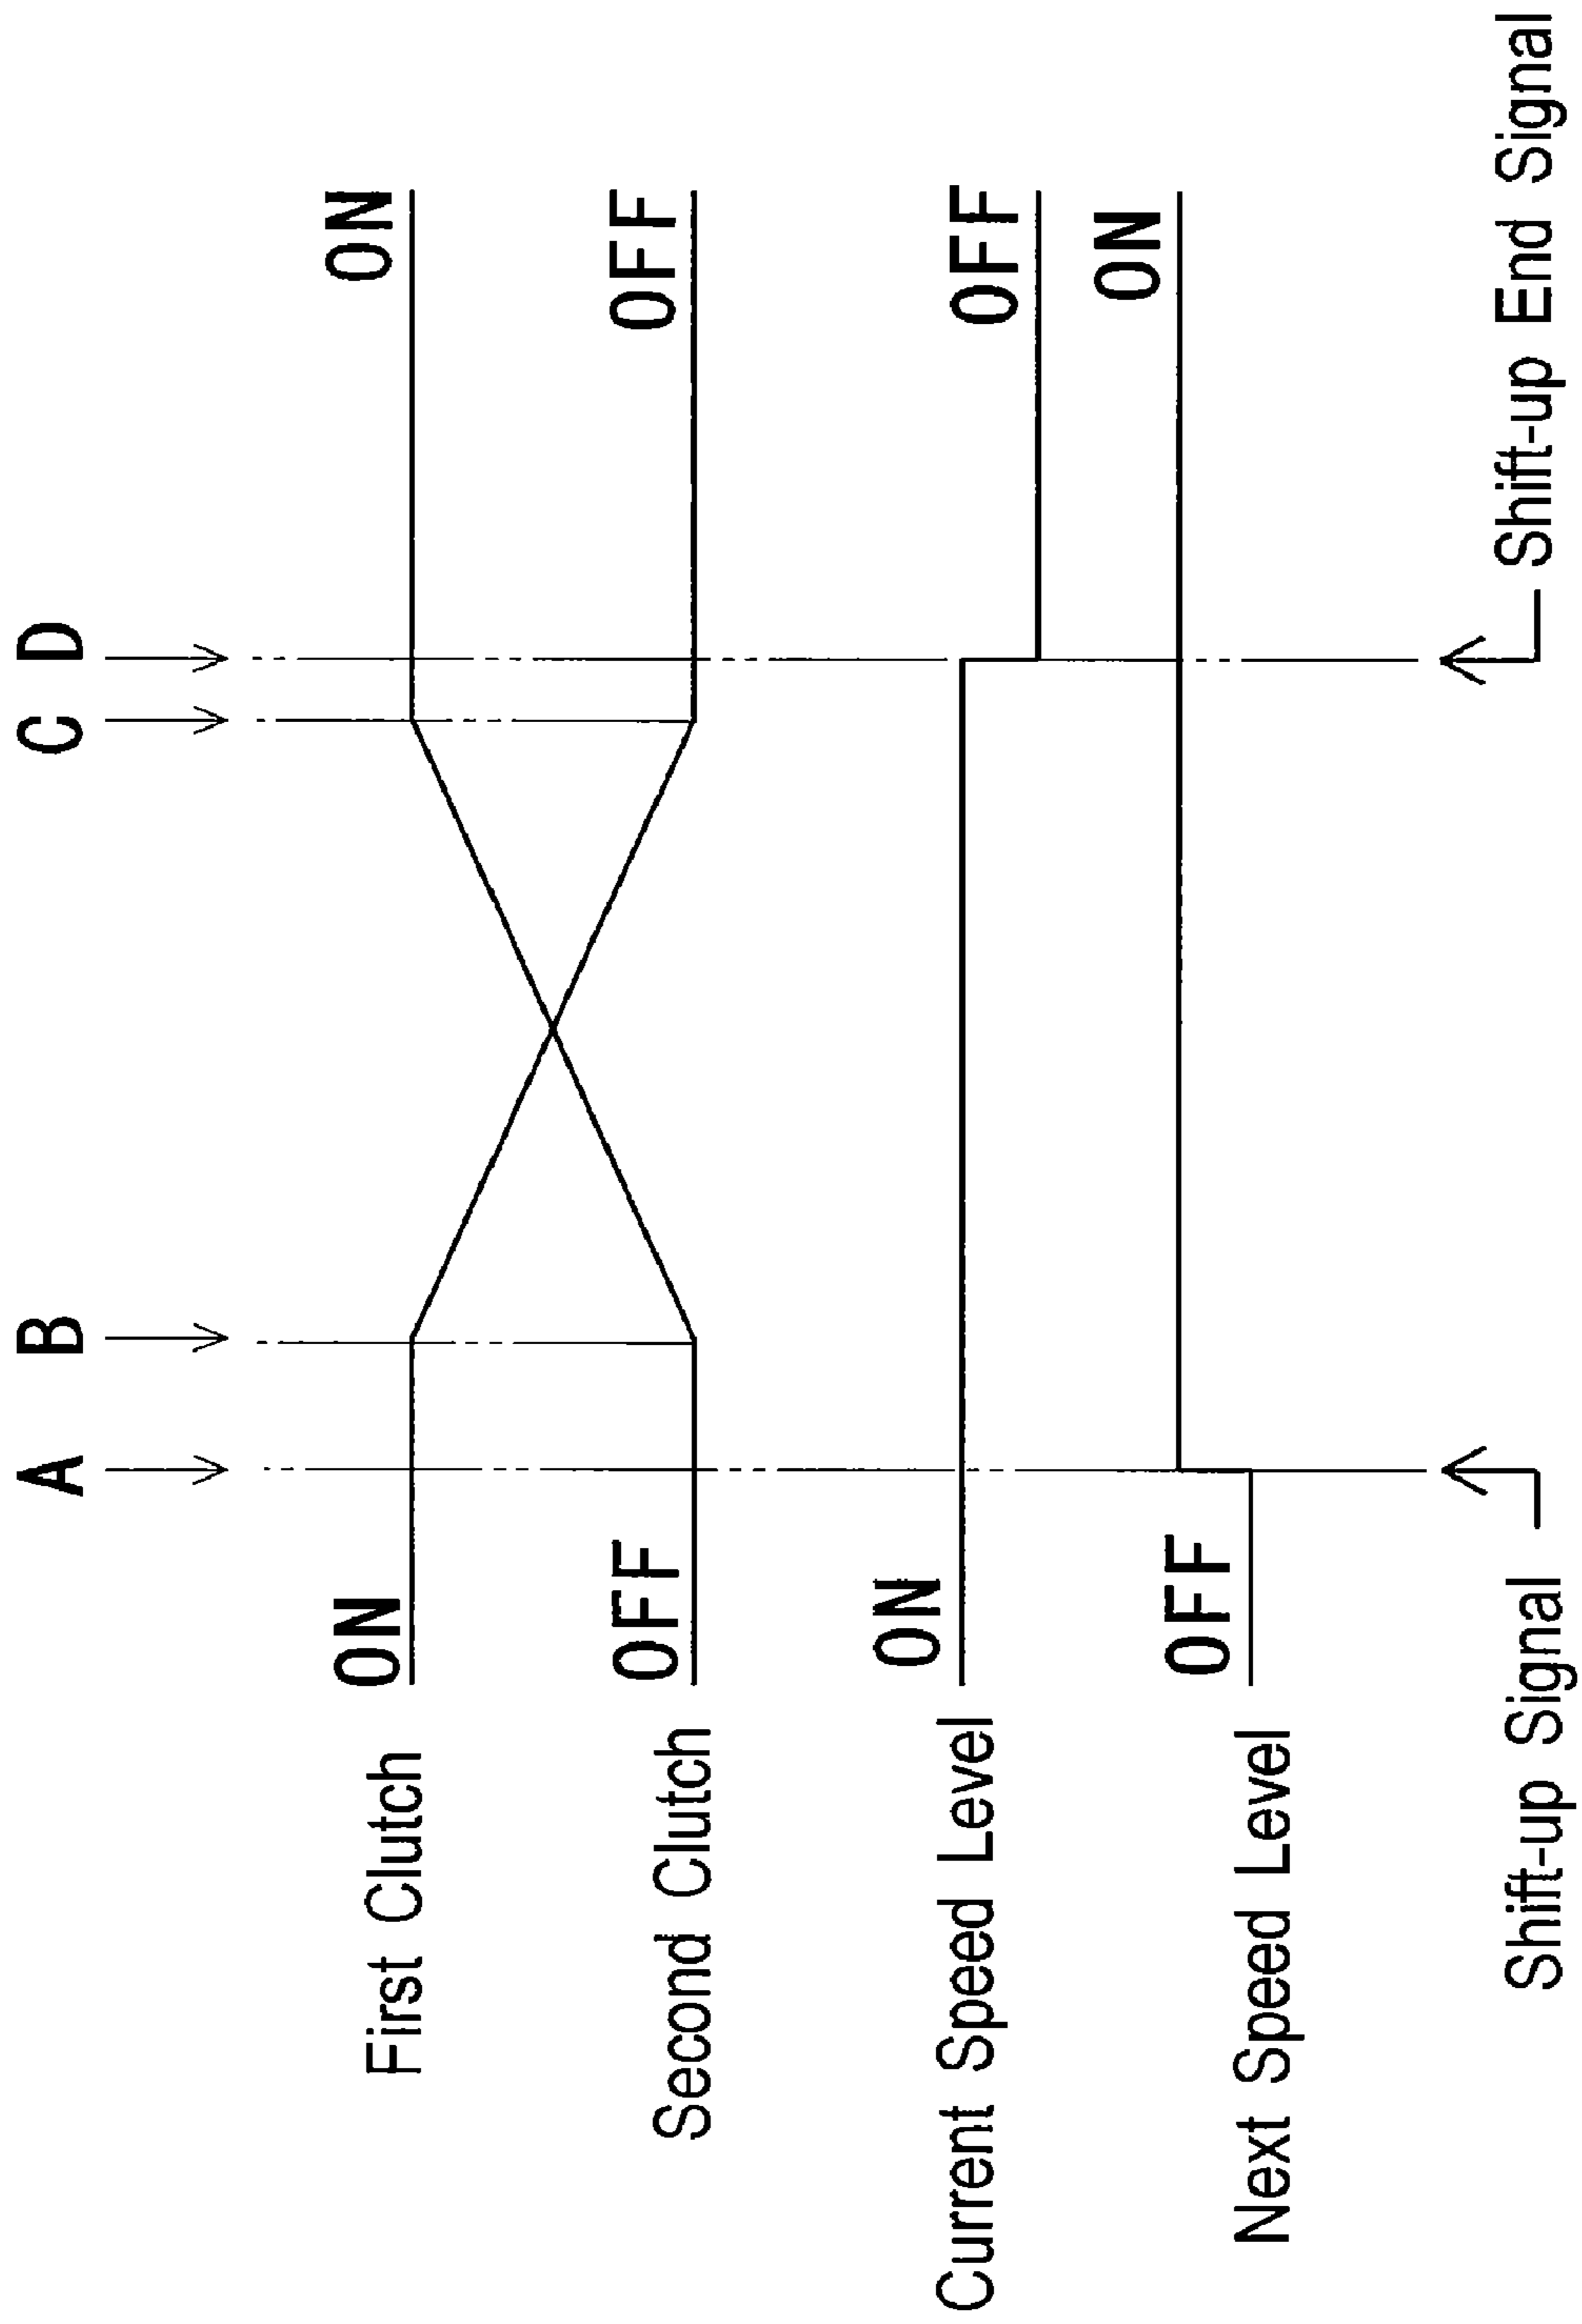 A B C D
First Clutch ON ON
Second Clutch OFF OFF
Current Speed Level ON OFF
Next Speed Level OFF ON
Shift-up Signal Shift-up End Signal